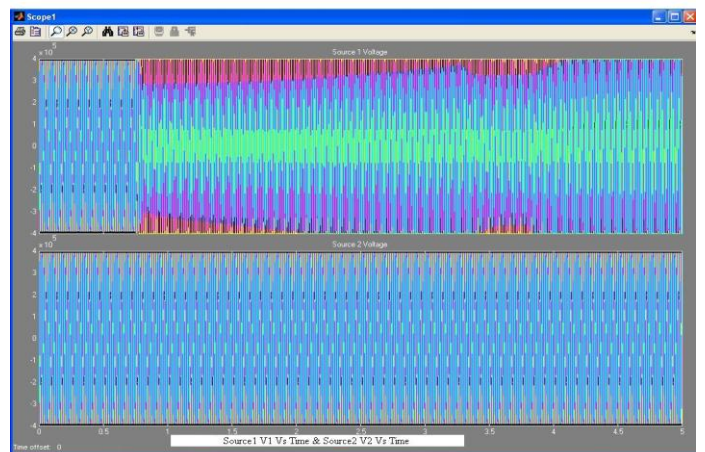 Scope1
x 10^5
Source 1 Voltage
4
3
2
1
0
-1
-2
-3
-4
x 10^5
Source 2 Voltage
4
3
2
1
0
-1
-2
-3
-4
0 0.5 1 1.5 2 2.5 3 3.5 4 4.5 5
Source1 V1 Vs Time & Source2 V2 Vs Time
Time offset: 0